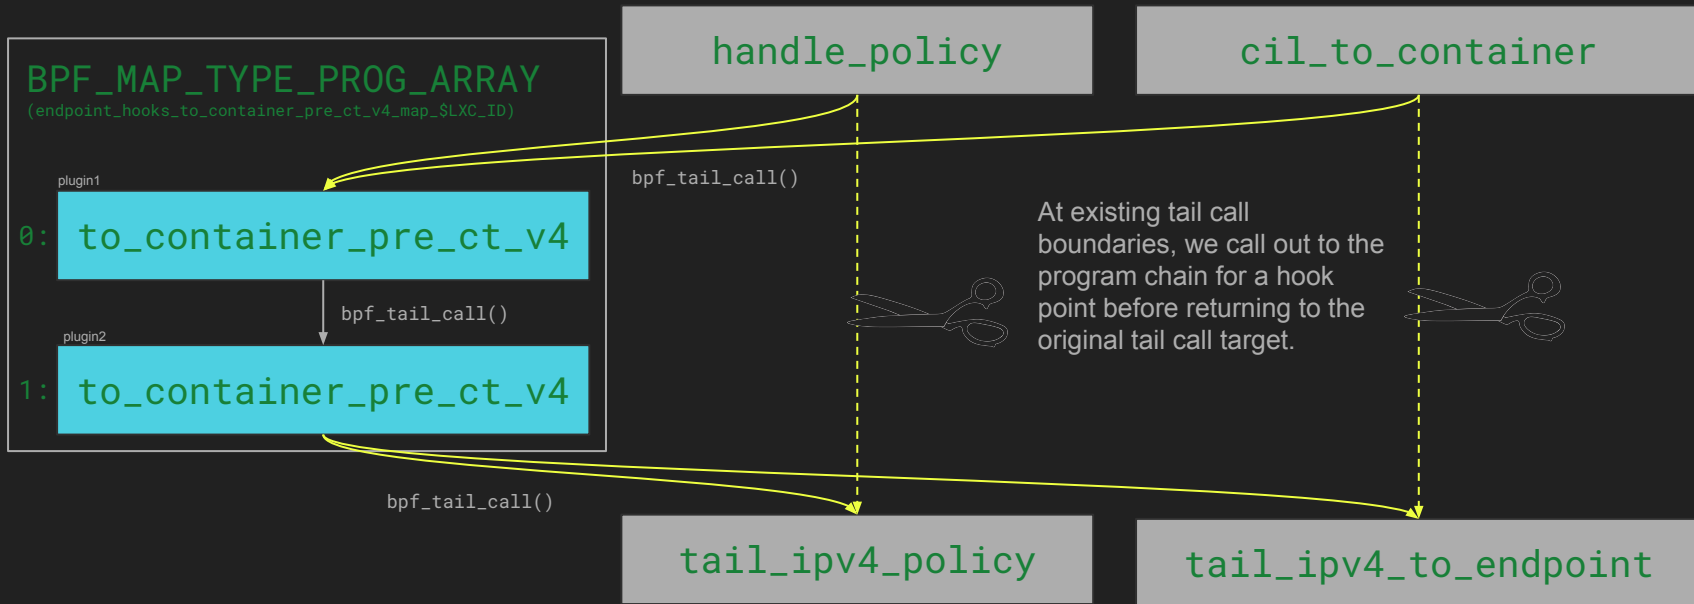 handle_policy
cil_to_container
BPF_MAP_TYPE_PROG_ARRAY
(endpoint_hooks_to_container_pre_ct_v4_map_$LXC_ID)
plugin1
0:
to_container_pre_ct_v4
bpf_tail_call()
plugin2
1:
to_container_pre_ct_v4
bpf_tail_call()
bpf_tail_call()
At existing tail call
boundaries, we call out to the
program chain for a hook
point before returning to the
original tail call target.
tail_ipv4_policy
tail_ipv4_to_endpoint